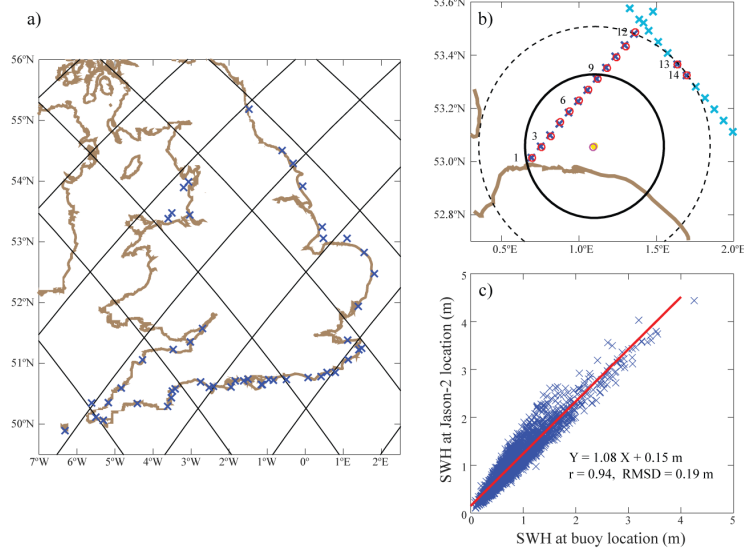 a)
56°N
55°N
54°N
53°N
52°N
51°N
50°N
7°W 6°W 5°W 4°W 3°W 2°W 1°W 0°E 1°E 2°E
b)
53.6°N
53.4°N
53.2°N
53.0°N
52.8°N
12
13
14
9
6
3
1
0.5°E 1.0°E 1.5°E 2.0°E
c)
SWH at Jason-2 location (m)
5
4
3
2
1
0
Y = 1.08 X + 0.15 m
r = 0.94, RMSD = 0.19 m
0 1 2 3 4 5
SWH at buoy location (m)